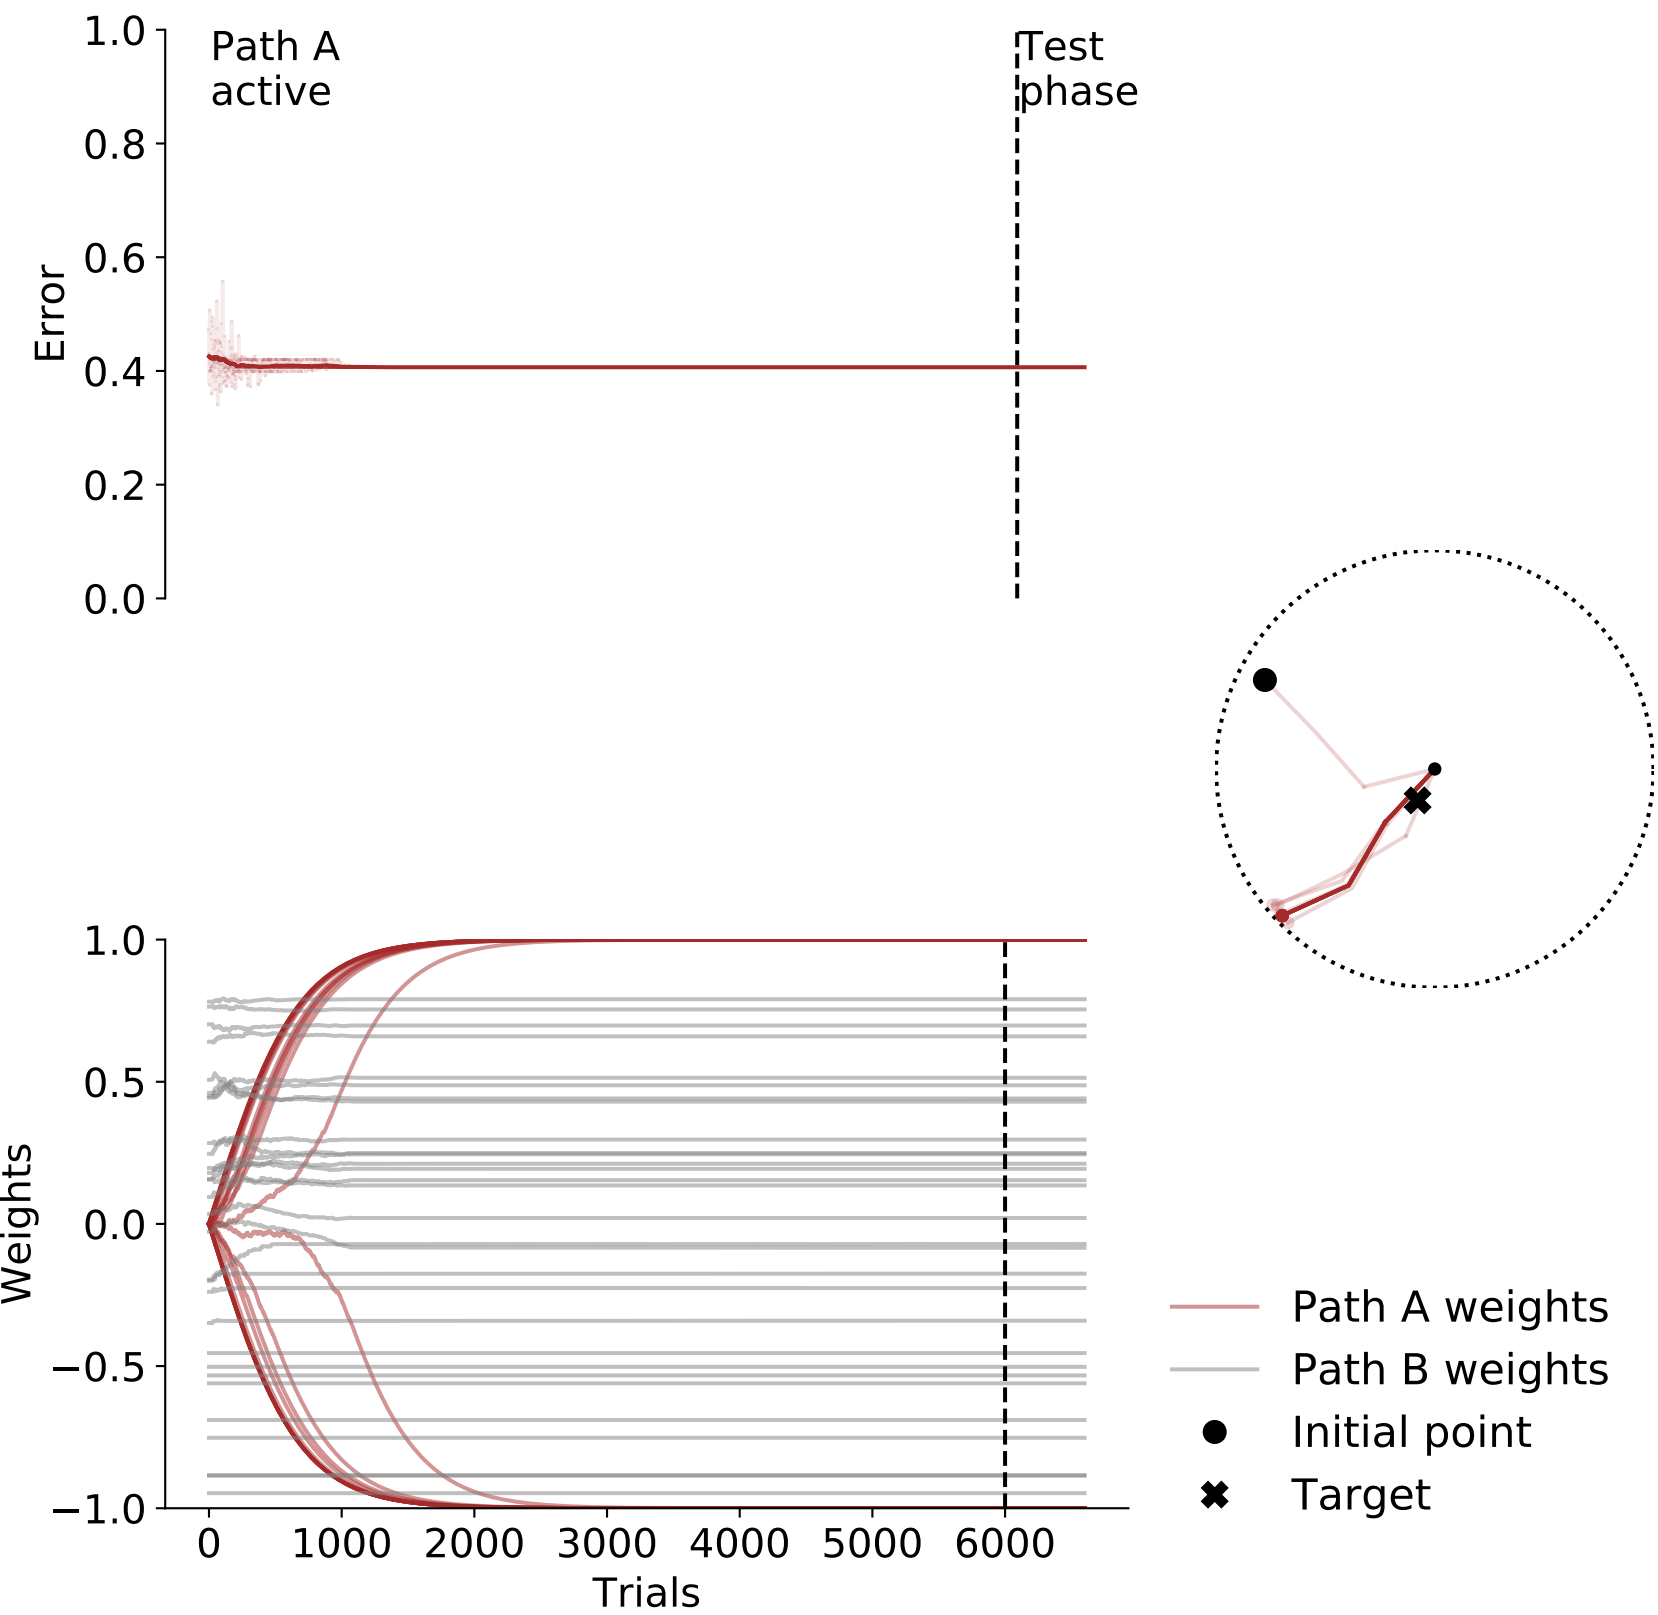 Path A
active
Test
phase
1.0
0.8
0.6
0.4
0.2
0.0
Error
1.0
0.5
0.0
−0.5
−1.0
Weights
0 1000 2000 3000 4000 5000 6000
Trials
Path A weights
Path B weights
Initial point
Target